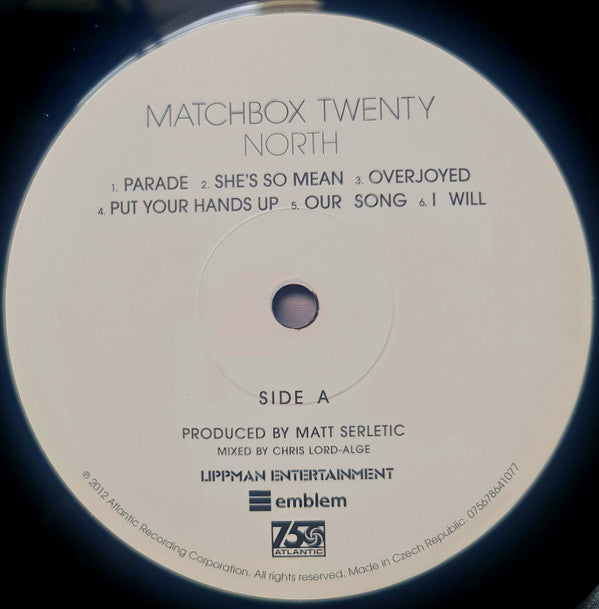 MATCHBOX TWENTY
NORTH
1. PARADE 2. SHE'S SO MEAN 3. OVERJOYED
4. PUT YOUR HANDS UP 5. OUR SONG 6. I WILL
SIDE A
PRODUCED BY MATT SERLETIC
MIXED BY CHRIS LORD-ALGE
LIPPMAN ENTERTAINMENT
emblem
75
ATLANTIC
℗ 2012 Atlantic Recording Corporation. All rights reserved. Made in Czech Republic. 075678641077